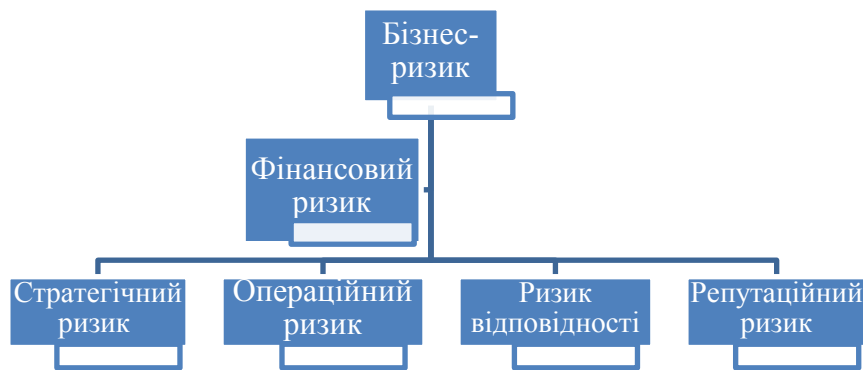 Бізнес-
ризик
Фінансовий
ризик
Стратегічний
ризик
Операційний
ризик
Ризик
відповідності
Репутаційний
ризик